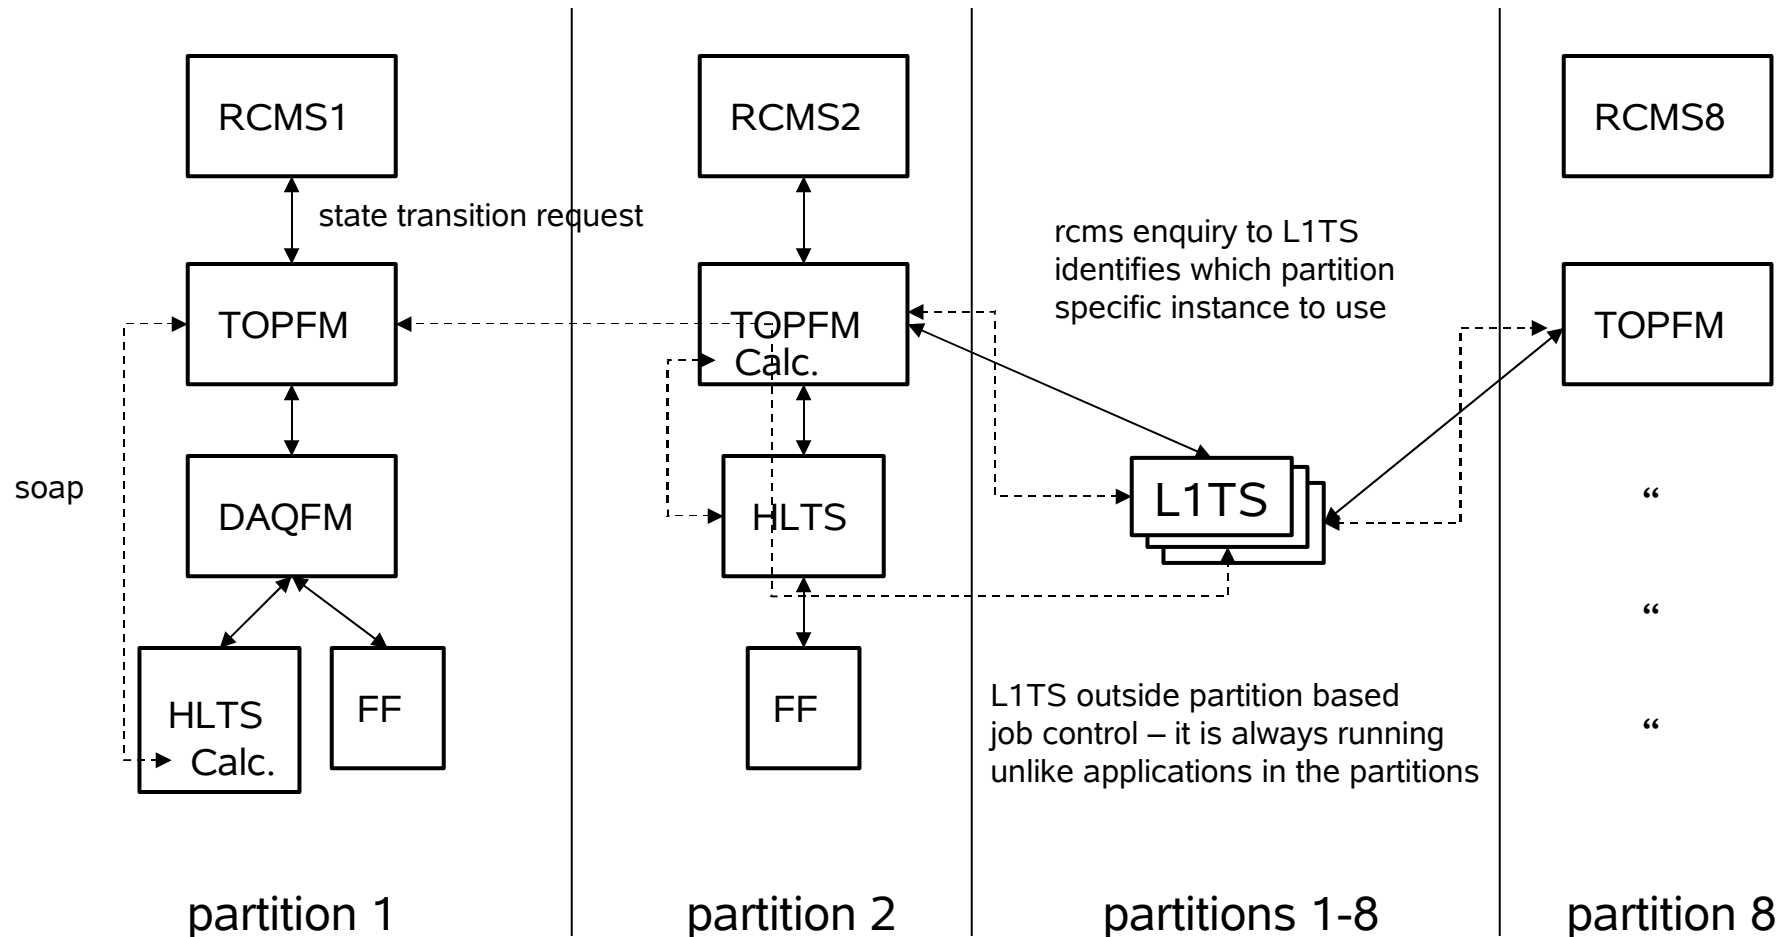 RCMS1
RCMS2
RCMS8
state transition request
rcms enquiry to L1TS
identifies which partition
specific instance to use
TOPFM
TOPFM
Calc.
TOPFM
soap
DAQFM
HLTS
L1TS
“
“
“
HLTS
Calc.
FF
FF
L1TS outside partition based
job control – it is always running
unlike applications in the partitions
partition 1
partition 2
partitions 1-8
partition 8